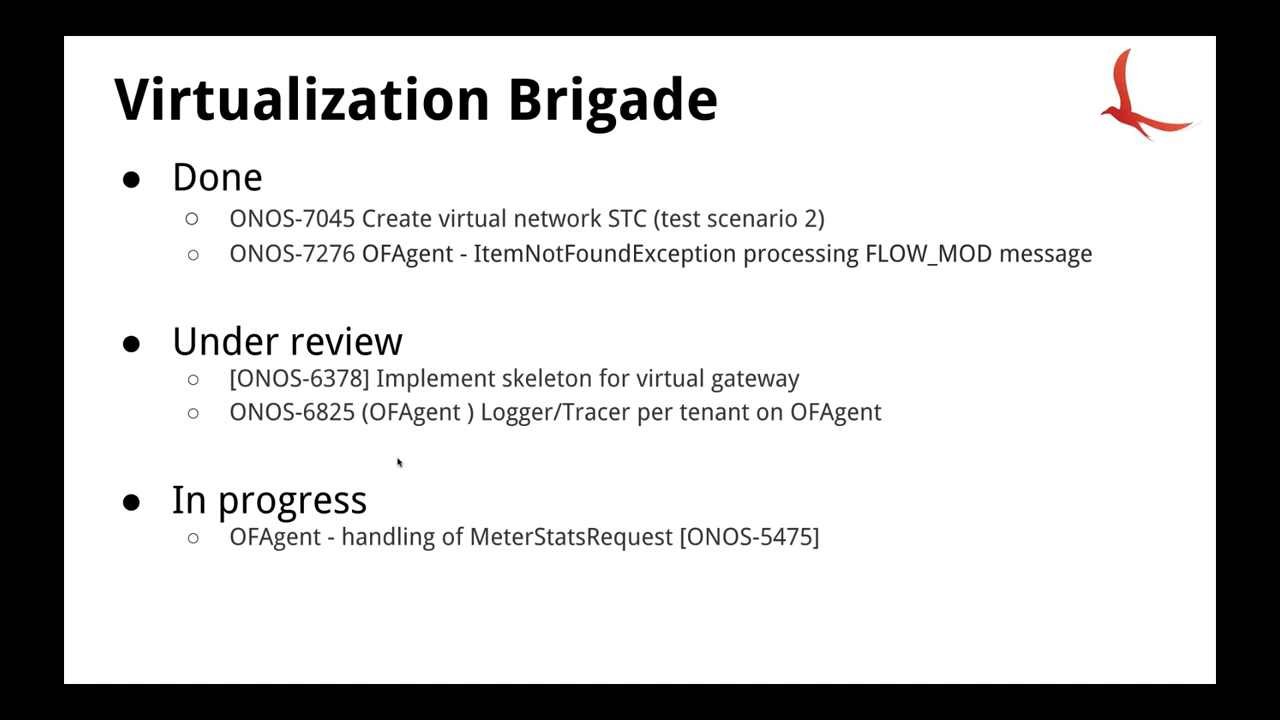 Virtualization Brigade
● Done
○ ONOS-7045 Create virtual network STC (test scenario 2)
○ ONOS-7276 OFAgent - ItemNotFoundException processing FLOW_MOD message
● Under review
○ [ONOS-6378] Implement skeleton for virtual gateway
○ ONOS-6825 (OFAgent ) Logger/Tracer per tenant on OFAgent
● In progress
○ OFAgent - handling of MeterStatsRequest [ONOS-5475]